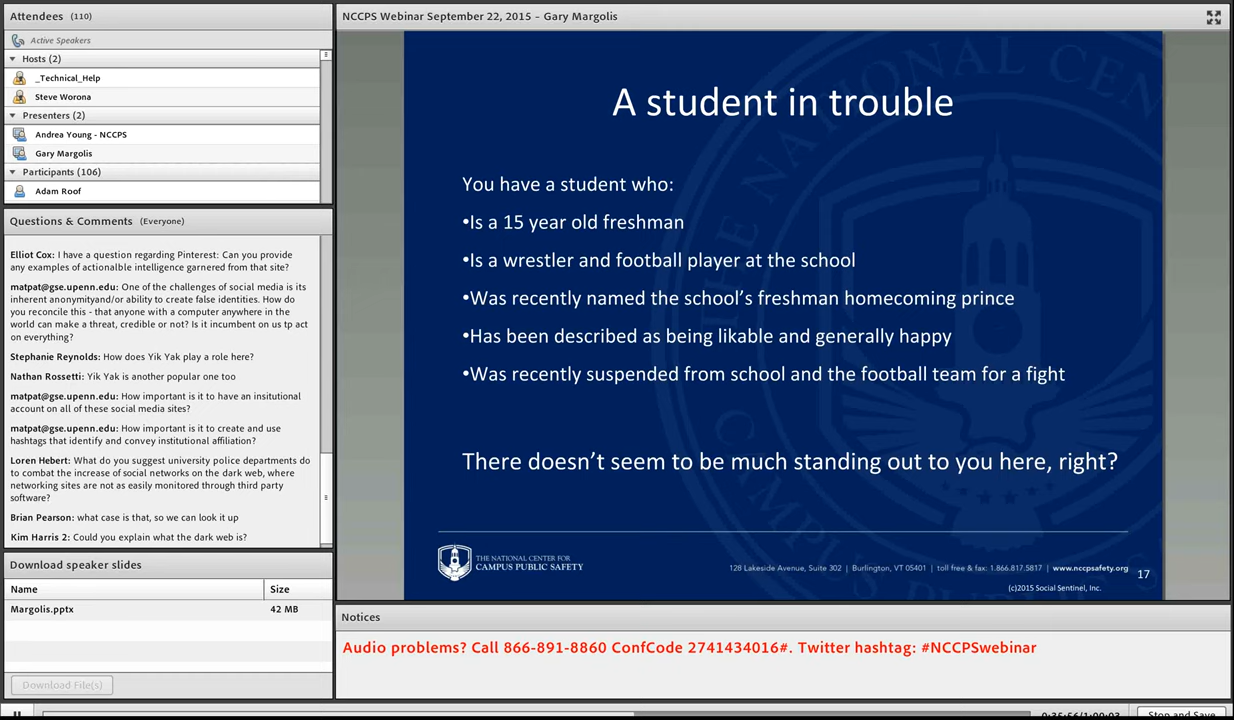 Attendees (110)
Active Speakers
Hosts (2)
_Technical_Help
Steve Worona
Presenters (2)
Andrea Young - NCCPS
Gary Margolis
Participants (106)
Adam Roof
Questions & Comments (Everyone)
Elliot Cox: I have a question regarding Pinterest: Can you provide
any examples of actionalble intelligence garnered from that site?
matpat@gse.upenn.edu: One of the challenges of social media is its
inherent anonymityand/or ability to create false identities. How do
you reconcile this - that anyone with a computer anywhere in the
world can make a threat, credible or not? Is it incumbent on us tp act
on everything?
Stephanie Reynolds: How does Yik Yak play a role here?
Nathan Rossetti: Yik Yak is another popular one too
matpat@gse.upenn.edu: How important is it to have an insitutional
account on all of these social media sites?
matpat@gse.upenn.edu: How important is it to create and use
hashtags that identify and convey institutional affiliation?
Loren Hebert: What do you suggest university police departments do
to combat the increase of social networks on the dark web, where
networking sites are not as easily monitored through third party
software?
Brian Pearson: what case is that, so we can look it up
Kim Harris 2: Could you explain what the dark web is?
Download speaker slides
Name Size
Margolis.pptx 42 MB
Download File(s)
NCCPS Webinar September 22, 2015 - Gary Margolis
A student in trouble
You have a student who:
•Is a 15 year old freshman
•Is a wrestler and football player at the school
•Was recently named the school's freshman homecoming prince
•Has been described as being likable and generally happy
•Was recently suspended from school and the football team for a fight
There doesn't seem to be much standing out to you here, right?
THE NATIONAL CENTER FOR
CAMPUS PUBLIC SAFETY
128 Lakeside Avenue, Suite 302 | Burlington, VT 05401 | toll free & fax: 1.866.817.5817 | www.nccpsafety.org
17
(c)2015 Social Sentinel, Inc.
Notices
Audio problems? Call 866-891-8860 ConfCode 2741434016#. Twitter hashtag: #NCCPSwebinar
0:35:56/1:00:03
Stop and Save